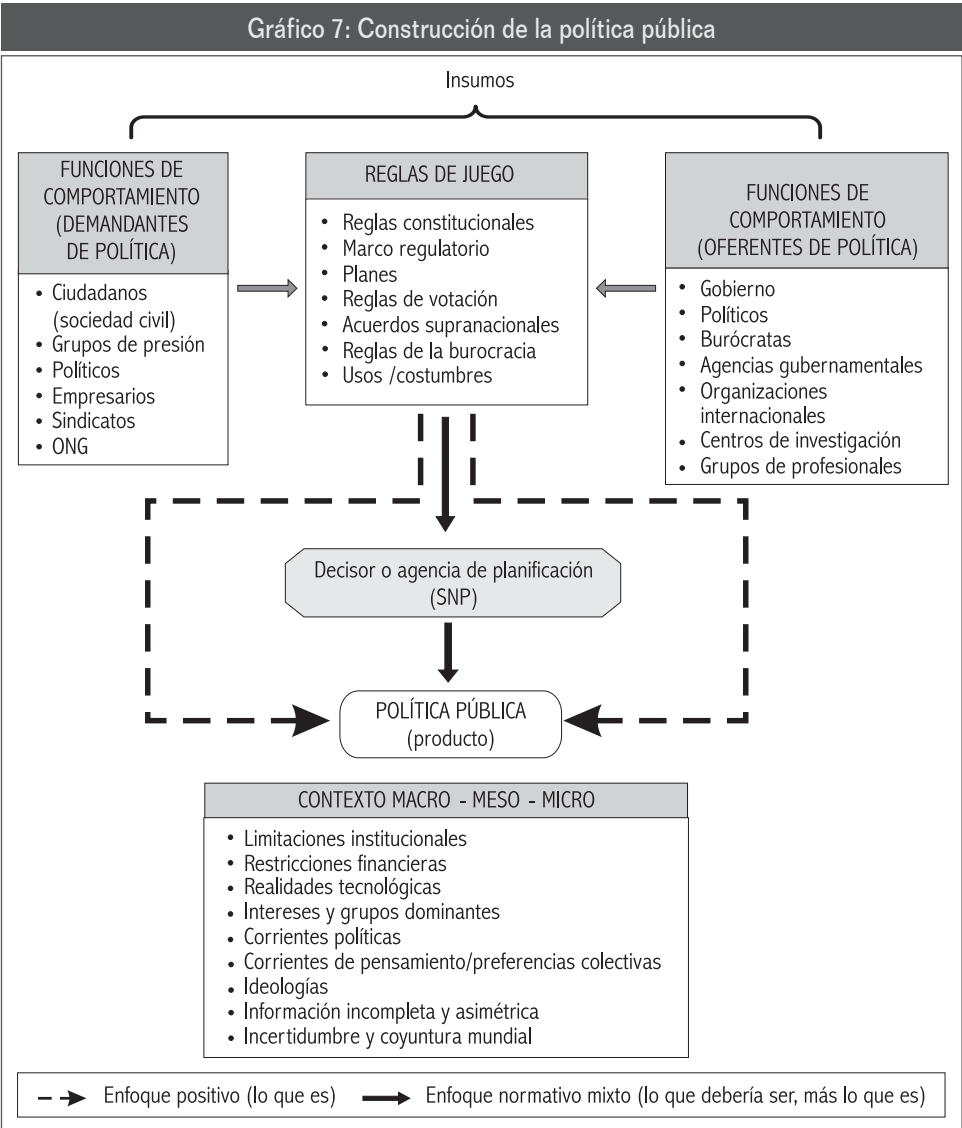 Gráfico 7: Construcción de la política pública
Insumos
FUNCIONES DE
COMPORTAMIENTO
(DEMANDANTES
DE POLÍTICA)
• Ciudadanos
(sociedad civil)
• Grupos de presión
• Políticos
• Empresarios
• Sindicatos
• ONG
REGLAS DE JUEGO
• Reglas constitucionales
• Marco regulatorio
• Planes
• Reglas de votación
• Acuerdos supranacionales
• Reglas de la burocracia
• Usos /costumbres
FUNCIONES DE
COMPORTAMIENTO
(OFERENTES DE POLÍTICA)
• Gobierno
• Políticos
• Burócratas
• Agencias gubernamentales
• Organizaciones
internacionales
• Centros de investigación
• Grupos de profesionales
Decisor o agencia de planificación
(SNP)
POLÍTICA PÚBLICA
(producto)
CONTEXTO MACRO - MESO - MICRO
• Limitaciones institucionales
• Restricciones financieras
• Realidades tecnológicas
• Intereses y grupos dominantes
• Corrientes políticas
• Corrientes de pensamiento/preferencias colectivas
• Ideologías
• Información incompleta y asimétrica
• Incertidumbre y coyuntura mundial
Enfoque positivo (lo que es)
Enfoque normativo mixto (lo que debería ser, más lo que es)